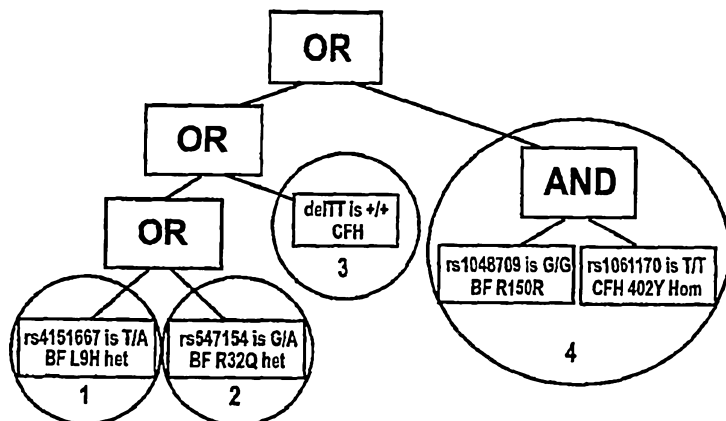 OR
OR
AND
OR
delTT is +/+
CFH
3
rs1048709 is G/G
BF R150R
rs1061170 is T/T
CFH 402Y Hom
rs4151667 is T/A
BF L9H het
rs547154 is G/A
BF R32Q het
4
1
2